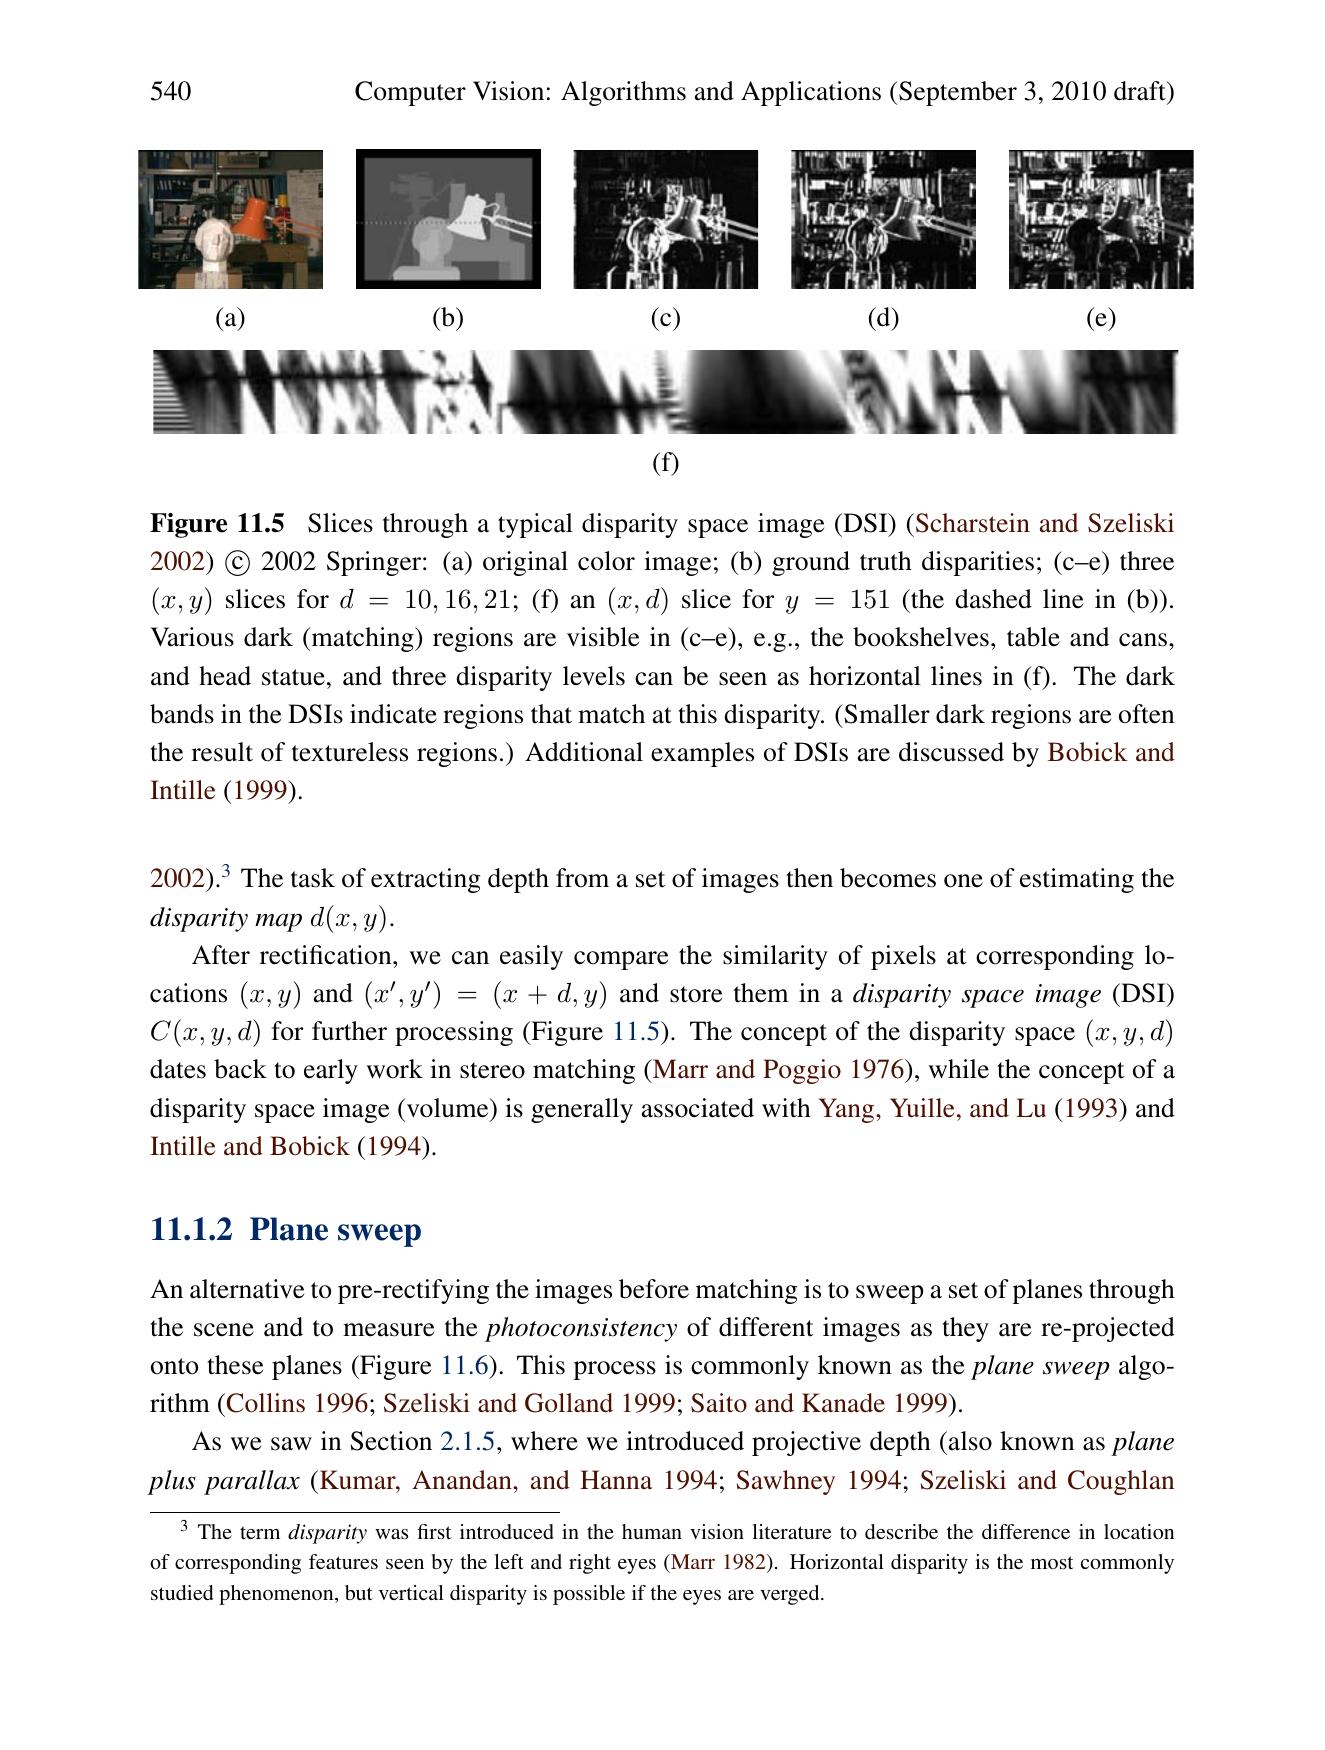 540 Computer Vision: Algorithms and Applications (September 3, 2010 draft)
(a) (b) (c) (d) (e)
(f)
Figure 11.5 Slices through a typical disparity space image (DSI) (Scharstein and Szeliski
2002) © 2002 Springer: (a) original color image; (b) ground truth disparities; (c–e) three
(x, y) slices for d = 10, 16, 21; (f) an (x, d) slice for y = 151 (the dashed line in (b)).
Various dark (matching) regions are visible in (c–e), e.g., the bookshelves, table and cans,
and head statue, and three disparity levels can be seen as horizontal lines in (f). The dark
bands in the DSIs indicate regions that match at this disparity. (Smaller dark regions are often
the result of textureless regions.) Additional examples of DSIs are discussed by Bobick and
Intille (1999).
2002).³ The task of extracting depth from a set of images then becomes one of estimating the
disparity map d(x, y).
After rectification, we can easily compare the similarity of pixels at corresponding lo-
cations (x, y) and (x′, y′) = (x + d, y) and store them in a disparity space image (DSI)
C(x, y, d) for further processing (Figure 11.5). The concept of the disparity space (x, y, d)
dates back to early work in stereo matching (Marr and Poggio 1976), while the concept of a
disparity space image (volume) is generally associated with Yang, Yuille, and Lu (1993) and
Intille and Bobick (1994).
11.1.2 Plane sweep
An alternative to pre-rectifying the images before matching is to sweep a set of planes through
the scene and to measure the photoconsistency of different images as they are re-projected
onto these planes (Figure 11.6). This process is commonly known as the plane sweep algo-
rithm (Collins 1996; Szeliski and Golland 1999; Saito and Kanade 1999).
As we saw in Section 2.1.5, where we introduced projective depth (also known as plane
plus parallax (Kumar, Anandan, and Hanna 1994; Sawhney 1994; Szeliski and Coughlan
³ The term disparity was first introduced in the human vision literature to describe the difference in location
of corresponding features seen by the left and right eyes (Marr 1982). Horizontal disparity is the most commonly
studied phenomenon, but vertical disparity is possible if the eyes are verged.